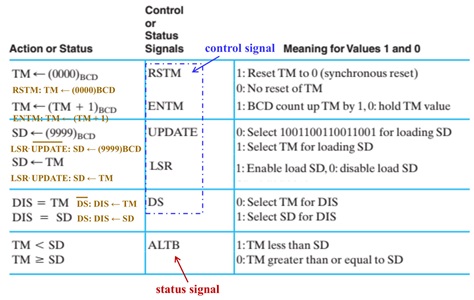 Control
or
Status
Action or Status Signals control signal Meaning for Values 1 and 0
TM ← (0000)BCD RSTM 1: Reset TM to 0 (synchronous reset)
RSTM: TM ← (0000)BCD 0: No reset of TM
TM ← (TM + 1)BCD ENTM 1: BCD count up TM by 1, 0: hold TM value
ENTM: TM ← (TM + 1)
SD ← (9999)BCD UPDATE 0: Select 1001100110011001 for loading SD
LSR·UPDATE: SD ← (9999)BCD 1: Select TM for loading SD
SD ← TM LSR 1: Enable load SD, 0: disable load SD
LSR·UPDATE: SD ← TM
DIS = TM DS: DIS ← TM DS 0: Select TM for DIS
DIS = SD DS: DIS ← SD 1: Select SD for DIS
TM < SD ALTB 1: TM less than SD
TM ≥ SD 0: TM greater than or equal to SD
status signal